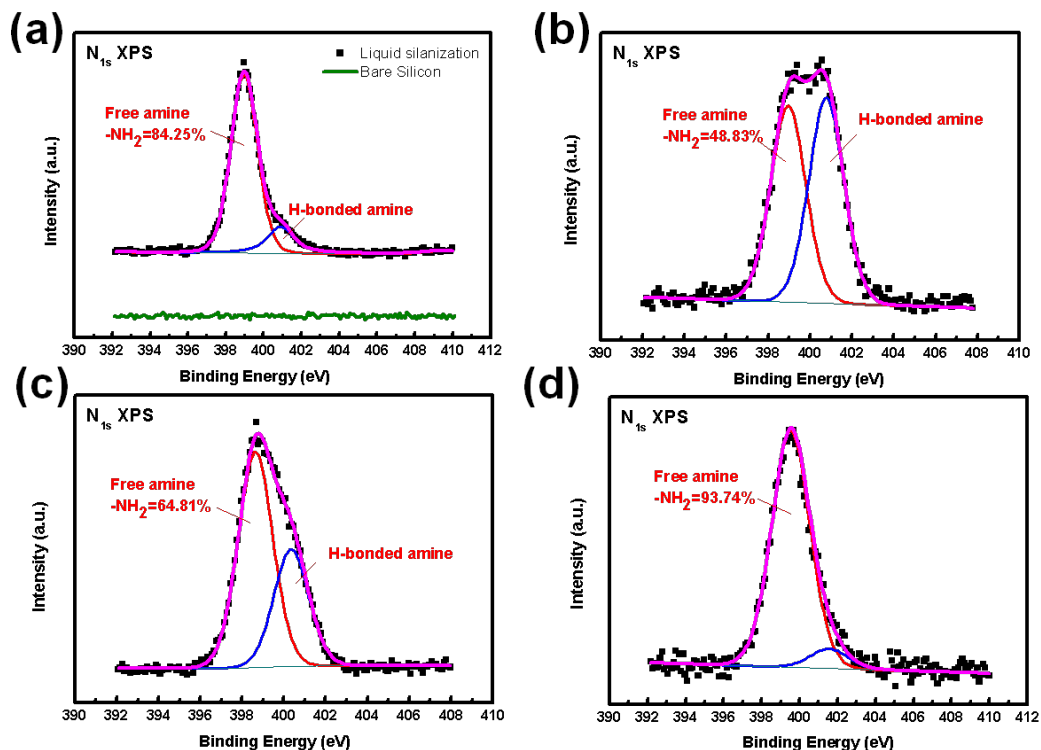 (a)
N1s XPS
Liquid silanization
Bare Silicon
Free amine
-NH2=84.25%
H-bonded amine
Intensity (a.u.)
390 392 394 396 398 400 402 404 406 408 410 412
Binding Energy (eV)
(b)
N1s XPS
Free amine
-NH2=48.83%
H-bonded amine
Intensity (a.u.)
390 392 394 396 398 400 402 404 406 408 410
Binding Energy (eV)
(c)
N1s XPS
Free amine
-NH2=64.81%
H-bonded amine
Intensity (a.u.)
390 392 394 396 398 400 402 404 406 408 410
Binding Energy (eV)
(d)
N1s XPS
Free amine
-NH2=93.74%
Intensity (a.u.)
390 392 394 396 398 400 402 404 406 408 410 412
Binding Energy (eV)